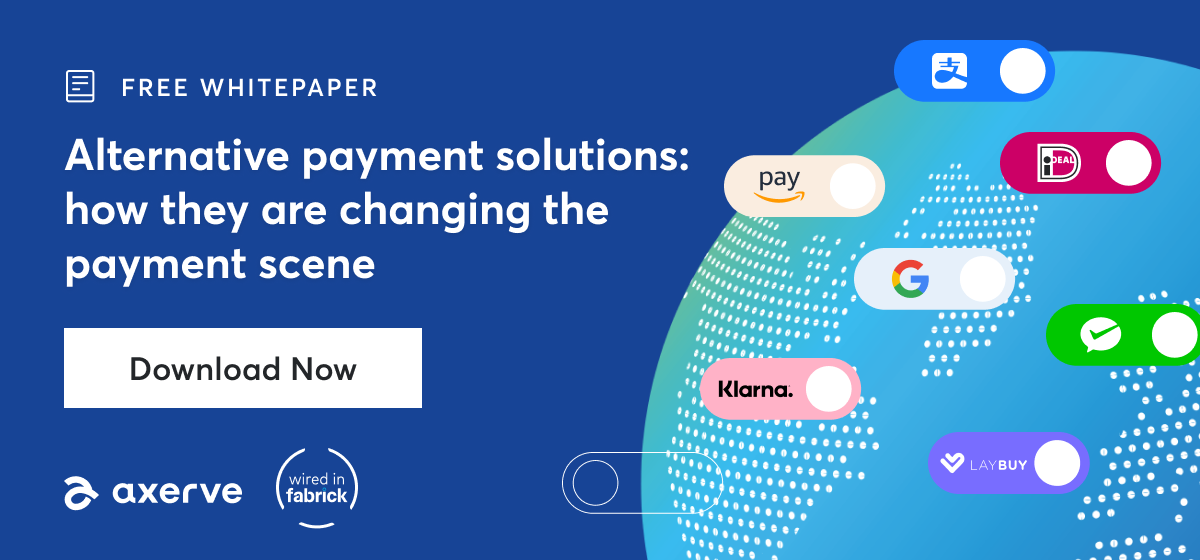 FREE WHITEPAPER
Alternative payment solutions:
how they are changing the
payment scene
Download Now
axerve
wired in
fabrick
支
pay
iDEAL
G
Klarna.
LAYBUY